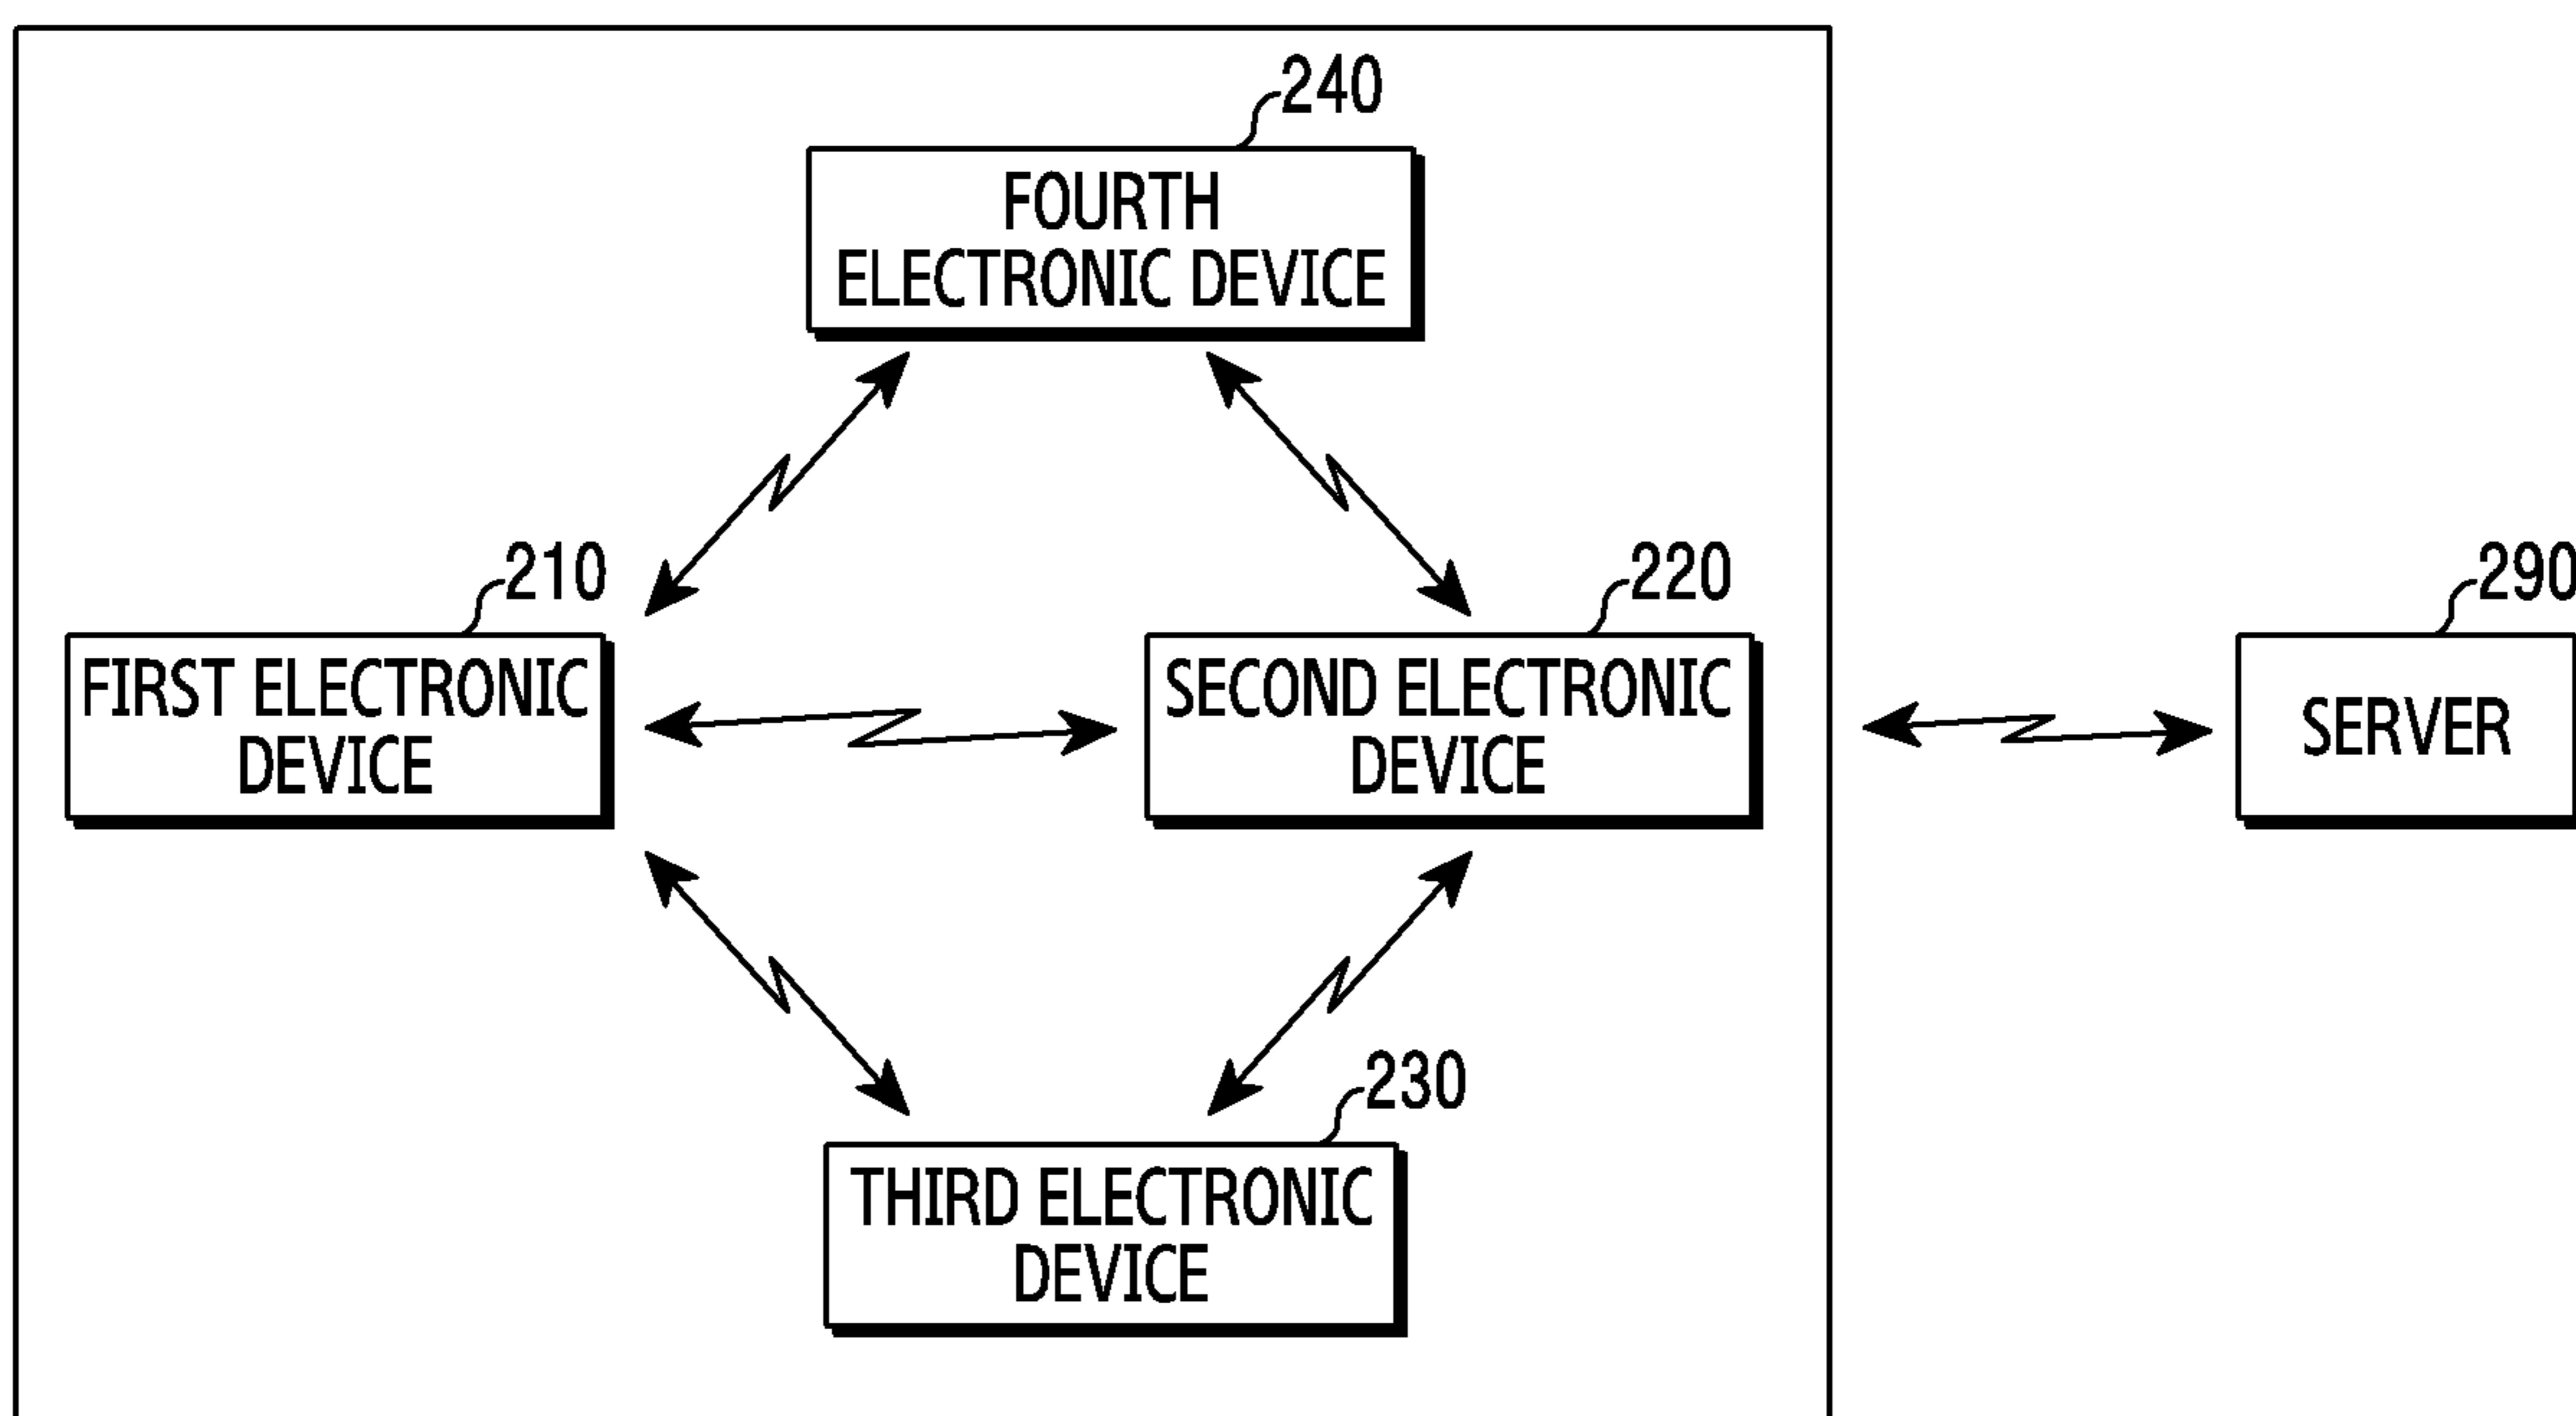 240
FOURTH
ELECTRONIC DEVICE
210
FIRST ELECTRONIC
DEVICE
220
SECOND ELECTRONIC
DEVICE
290
SERVER
230
THIRD ELECTRONIC
DEVICE